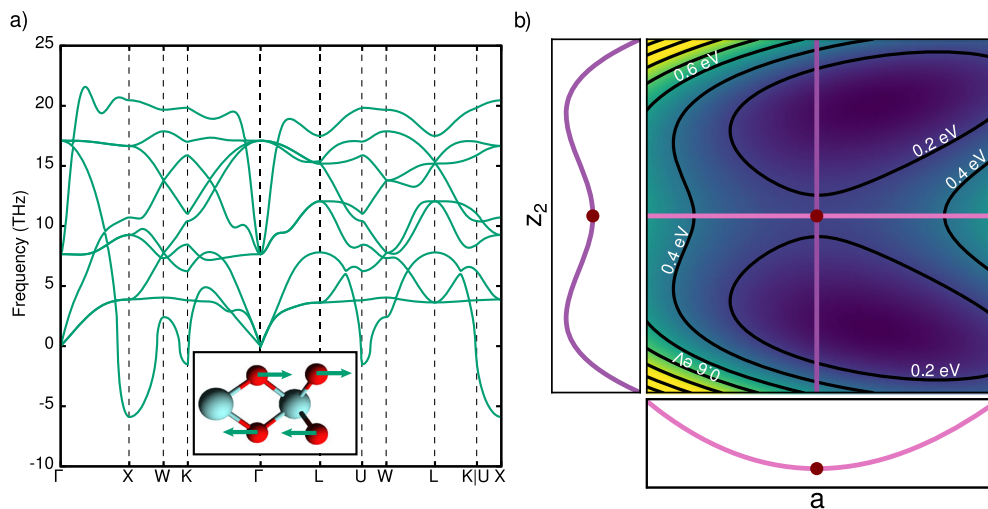 a)
25
20
15
10
5
0
-5
-10
Frequency (THz)
Γ X W K Γ L U W L K|U X
b)
z2
0.6 eV
0.2 eV
0.4 eV
0.4 eV
0.6 eV
0.2 eV
a